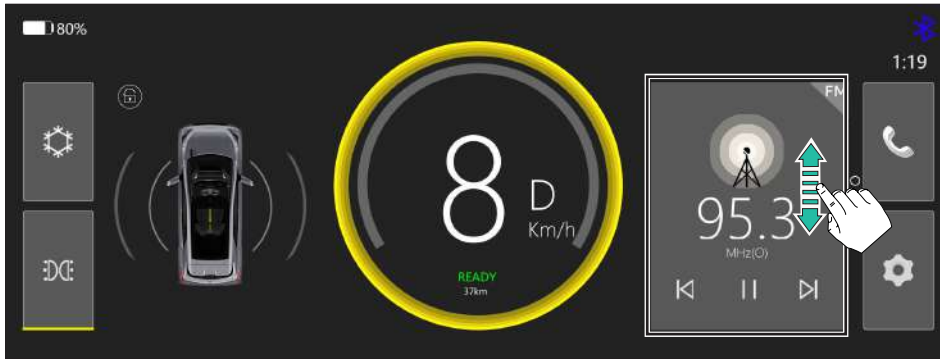 80%
1:19
FM
8
D
Km/h
95.3
MHz(O)
READY
37km